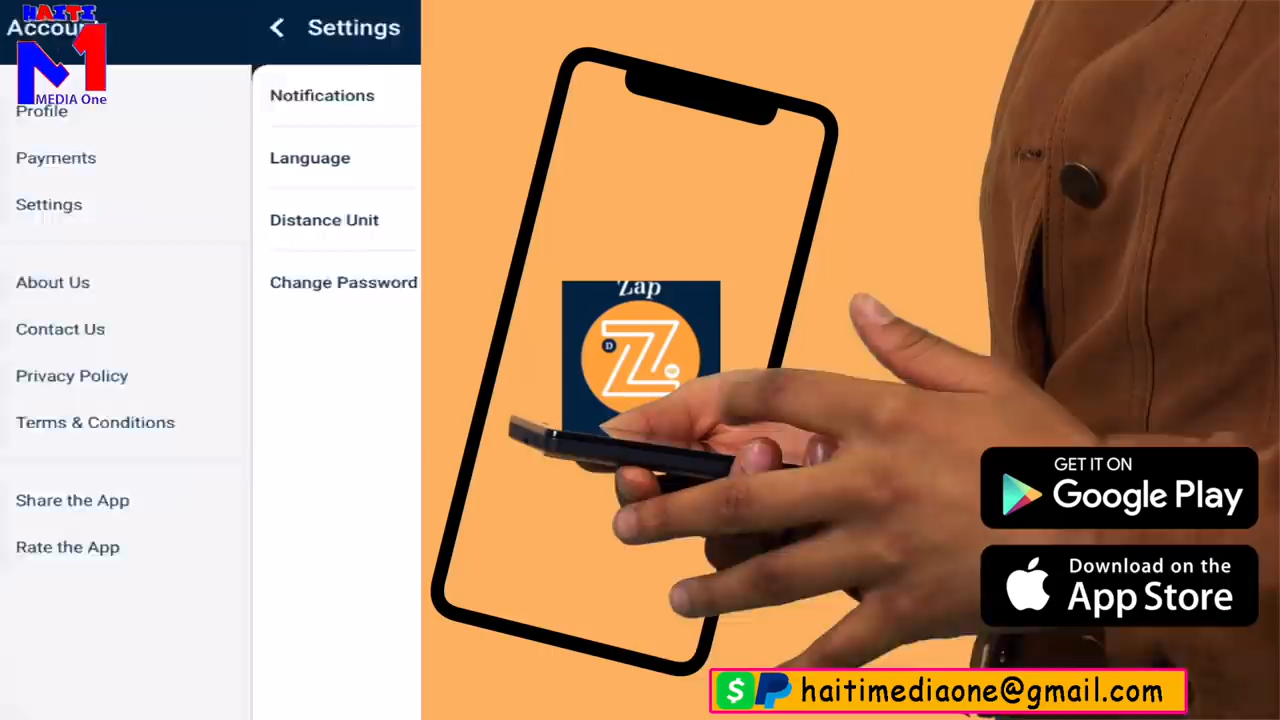 HAITI
M1
MEDIA One
Account
Profile
Payments
Settings
About Us
Contact Us
Privacy Policy
Terms & Conditions
Share the App
Rate the App
Settings
Notifications
Language
Distance Unit
Change Password
Zap
Z
D
GET IT ON
Google Play
Download on the
App Store
$ P haitimediaone@gmail.com